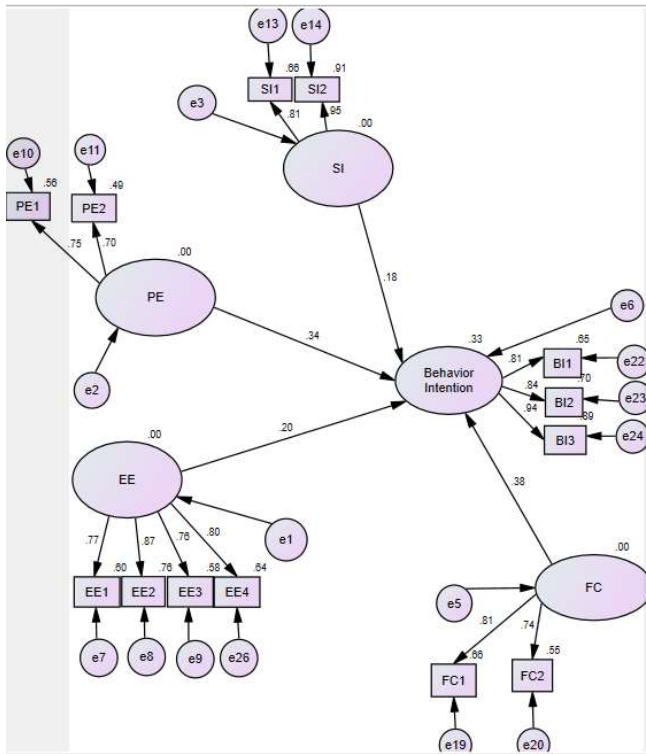 e13
e14
.66
.91
SI1
SI2
e3
.81
.95
.00
SI
e10
e11
.56
.49
PE1
PE2
.75
.70
.00
PE
.18
e2
.34
e6
.33
.65
Behavior
Intention
.81
BI1
e22
.70
.84
BI2
e23
.94
.89
BI3
e24
.20
.00
EE
.38
e1
.77
.87
.76
.80
.60
.76
.58
.64
EE1
EE2
EE3
EE4
e7
e8
e9
e26
.00
FC
e5
.81
.74
.66
.55
FC1
FC2
e19
e20